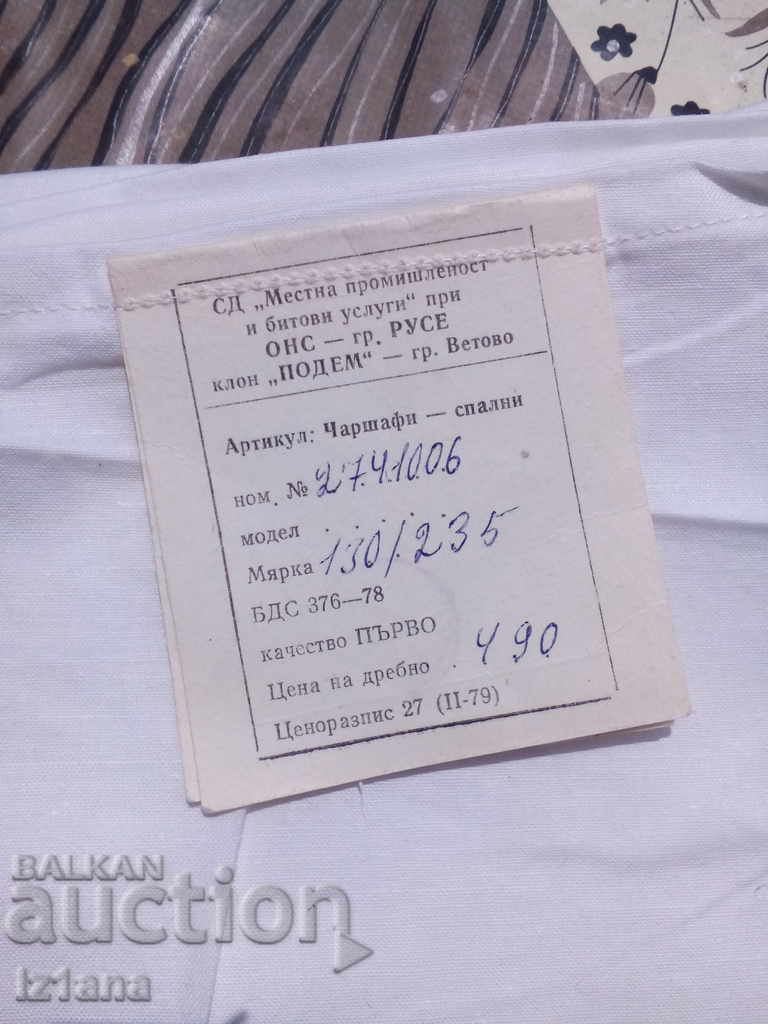 СД „Местна промишленост
и битови услуги" при
ОНС — гр. РУСЕ
клон „ПОДЕМ" — гр. Ветово
Артикул: Чаршафи — спални
ном. № 2741006
модел . . . . .
Мярка 130/235
БДС 376—78
качество ПЪРВО
Цена на дребно . 490
Ценоразпис 27 (II-79)
BALKAN
auction
iz1ana